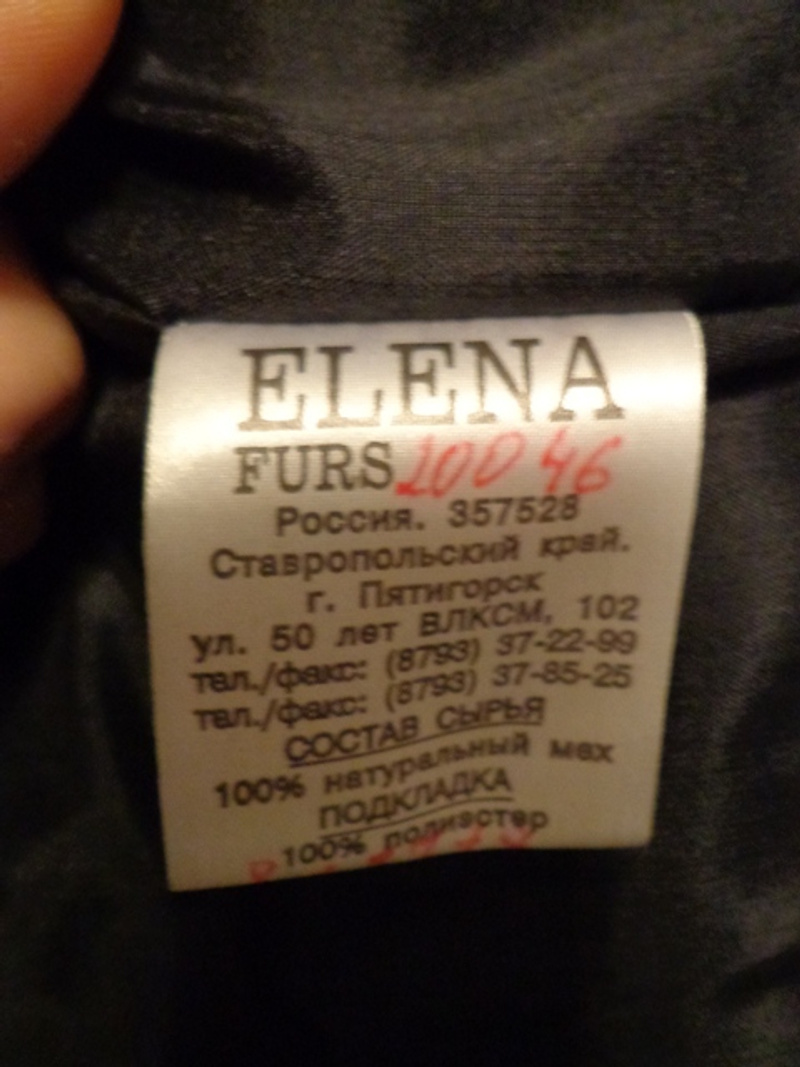 ELENA
FURS 100 46
Россия. 357528
Ставропольский край.
г. Пятигорск
ул. 50 лет ВЛКСМ, 102
тел./факс: (8793) 37-22-99
тел./факс: (8793) 37-85-25
СОСТАВ СЫРЬЯ
100% натуральный мех
ПОДКЛАДКА
100% полиэстер